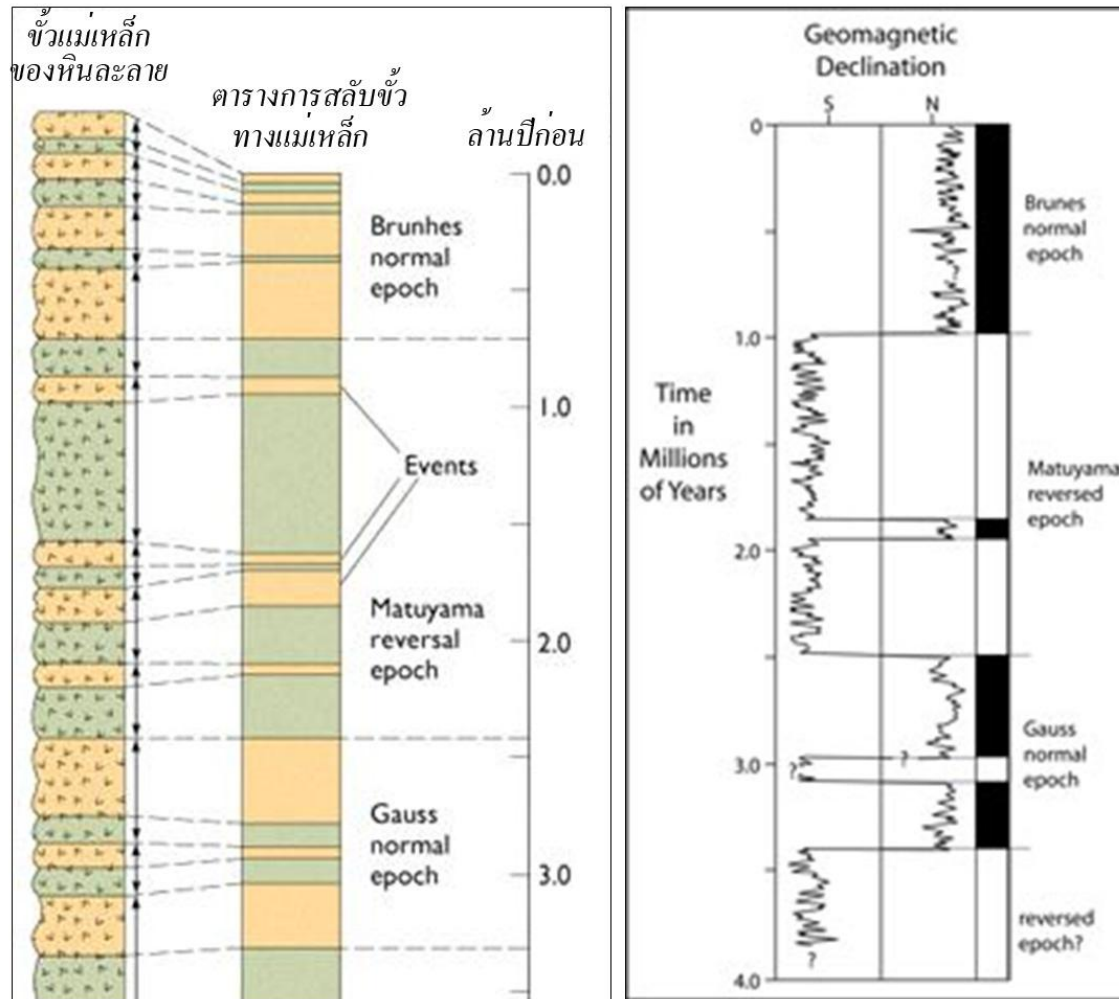 ขั้วแม่เหล็ก
ของหินละลาย
ตารางการสลับขั้ว
ทางแม่เหล็ก
ล้านปีก่อน
0.0
Brunhes
normal
epoch
1.0
Events
Matuyama
reversal
epoch
2.0
Gauss
normal
epoch
3.0
Geomagnetic
Declination
S
N
0
Brunes
normal
epoch
1.0
Time
in
Millions
of Years
Matuyama
reversed
epoch
2.0
Gauss
normal
epoch
?
?
3.0
reversed
epoch?
?
4.0